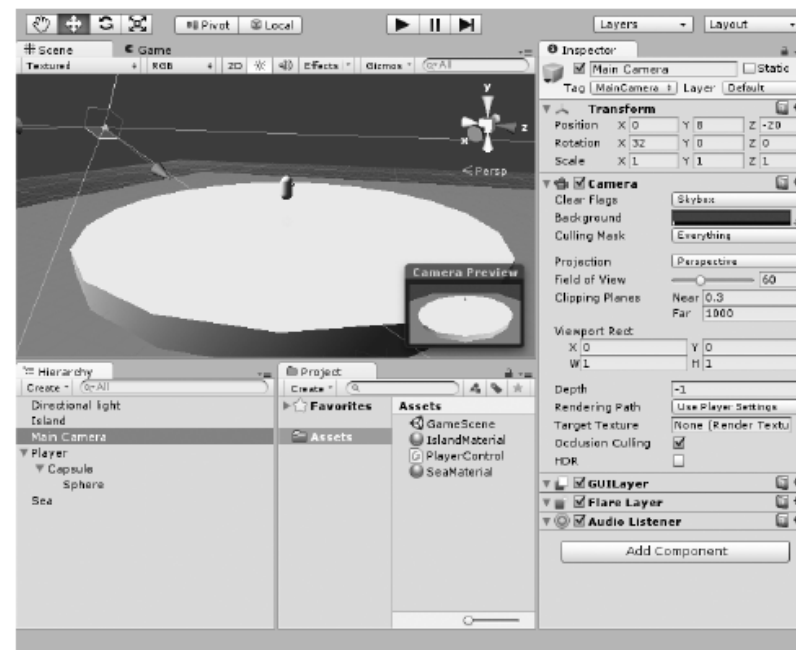 Pivot Local Layers Layout
Scene Game
Textured RGB 2D Effects Gizmos All
y
z
x
Persp
Camera Preview
Hierarchy
Create All
Directional light
Island
Main Camera
Player
Capsule
Sphere
Sea
Project
Create
Favorites
Assets
Assets
GameScene
IslandMaterial
PlayerControl
SeaMaterial
Inspector
Main Camera Static
Tag MainCamera Layer Default
Transform
Position X 0 Y 8 Z -20
Rotation X 32 Y 0 Z 0
Scale X 1 Y 1 Z 1
Camera
Clear Flags Skybox
Background
Culling Mask Everything
Projection Perspective
Field of View 60
Clipping Planes Near 0.3
Far 1000
Viewport Rect
X 0 Y 0
W 1 H 1
Depth -1
Rendering Path Use Player Settings
Target Texture None (Render Textu
Occlusion Culling
HDR
GUILayer
Flare Layer
Audio Listener
Add Component